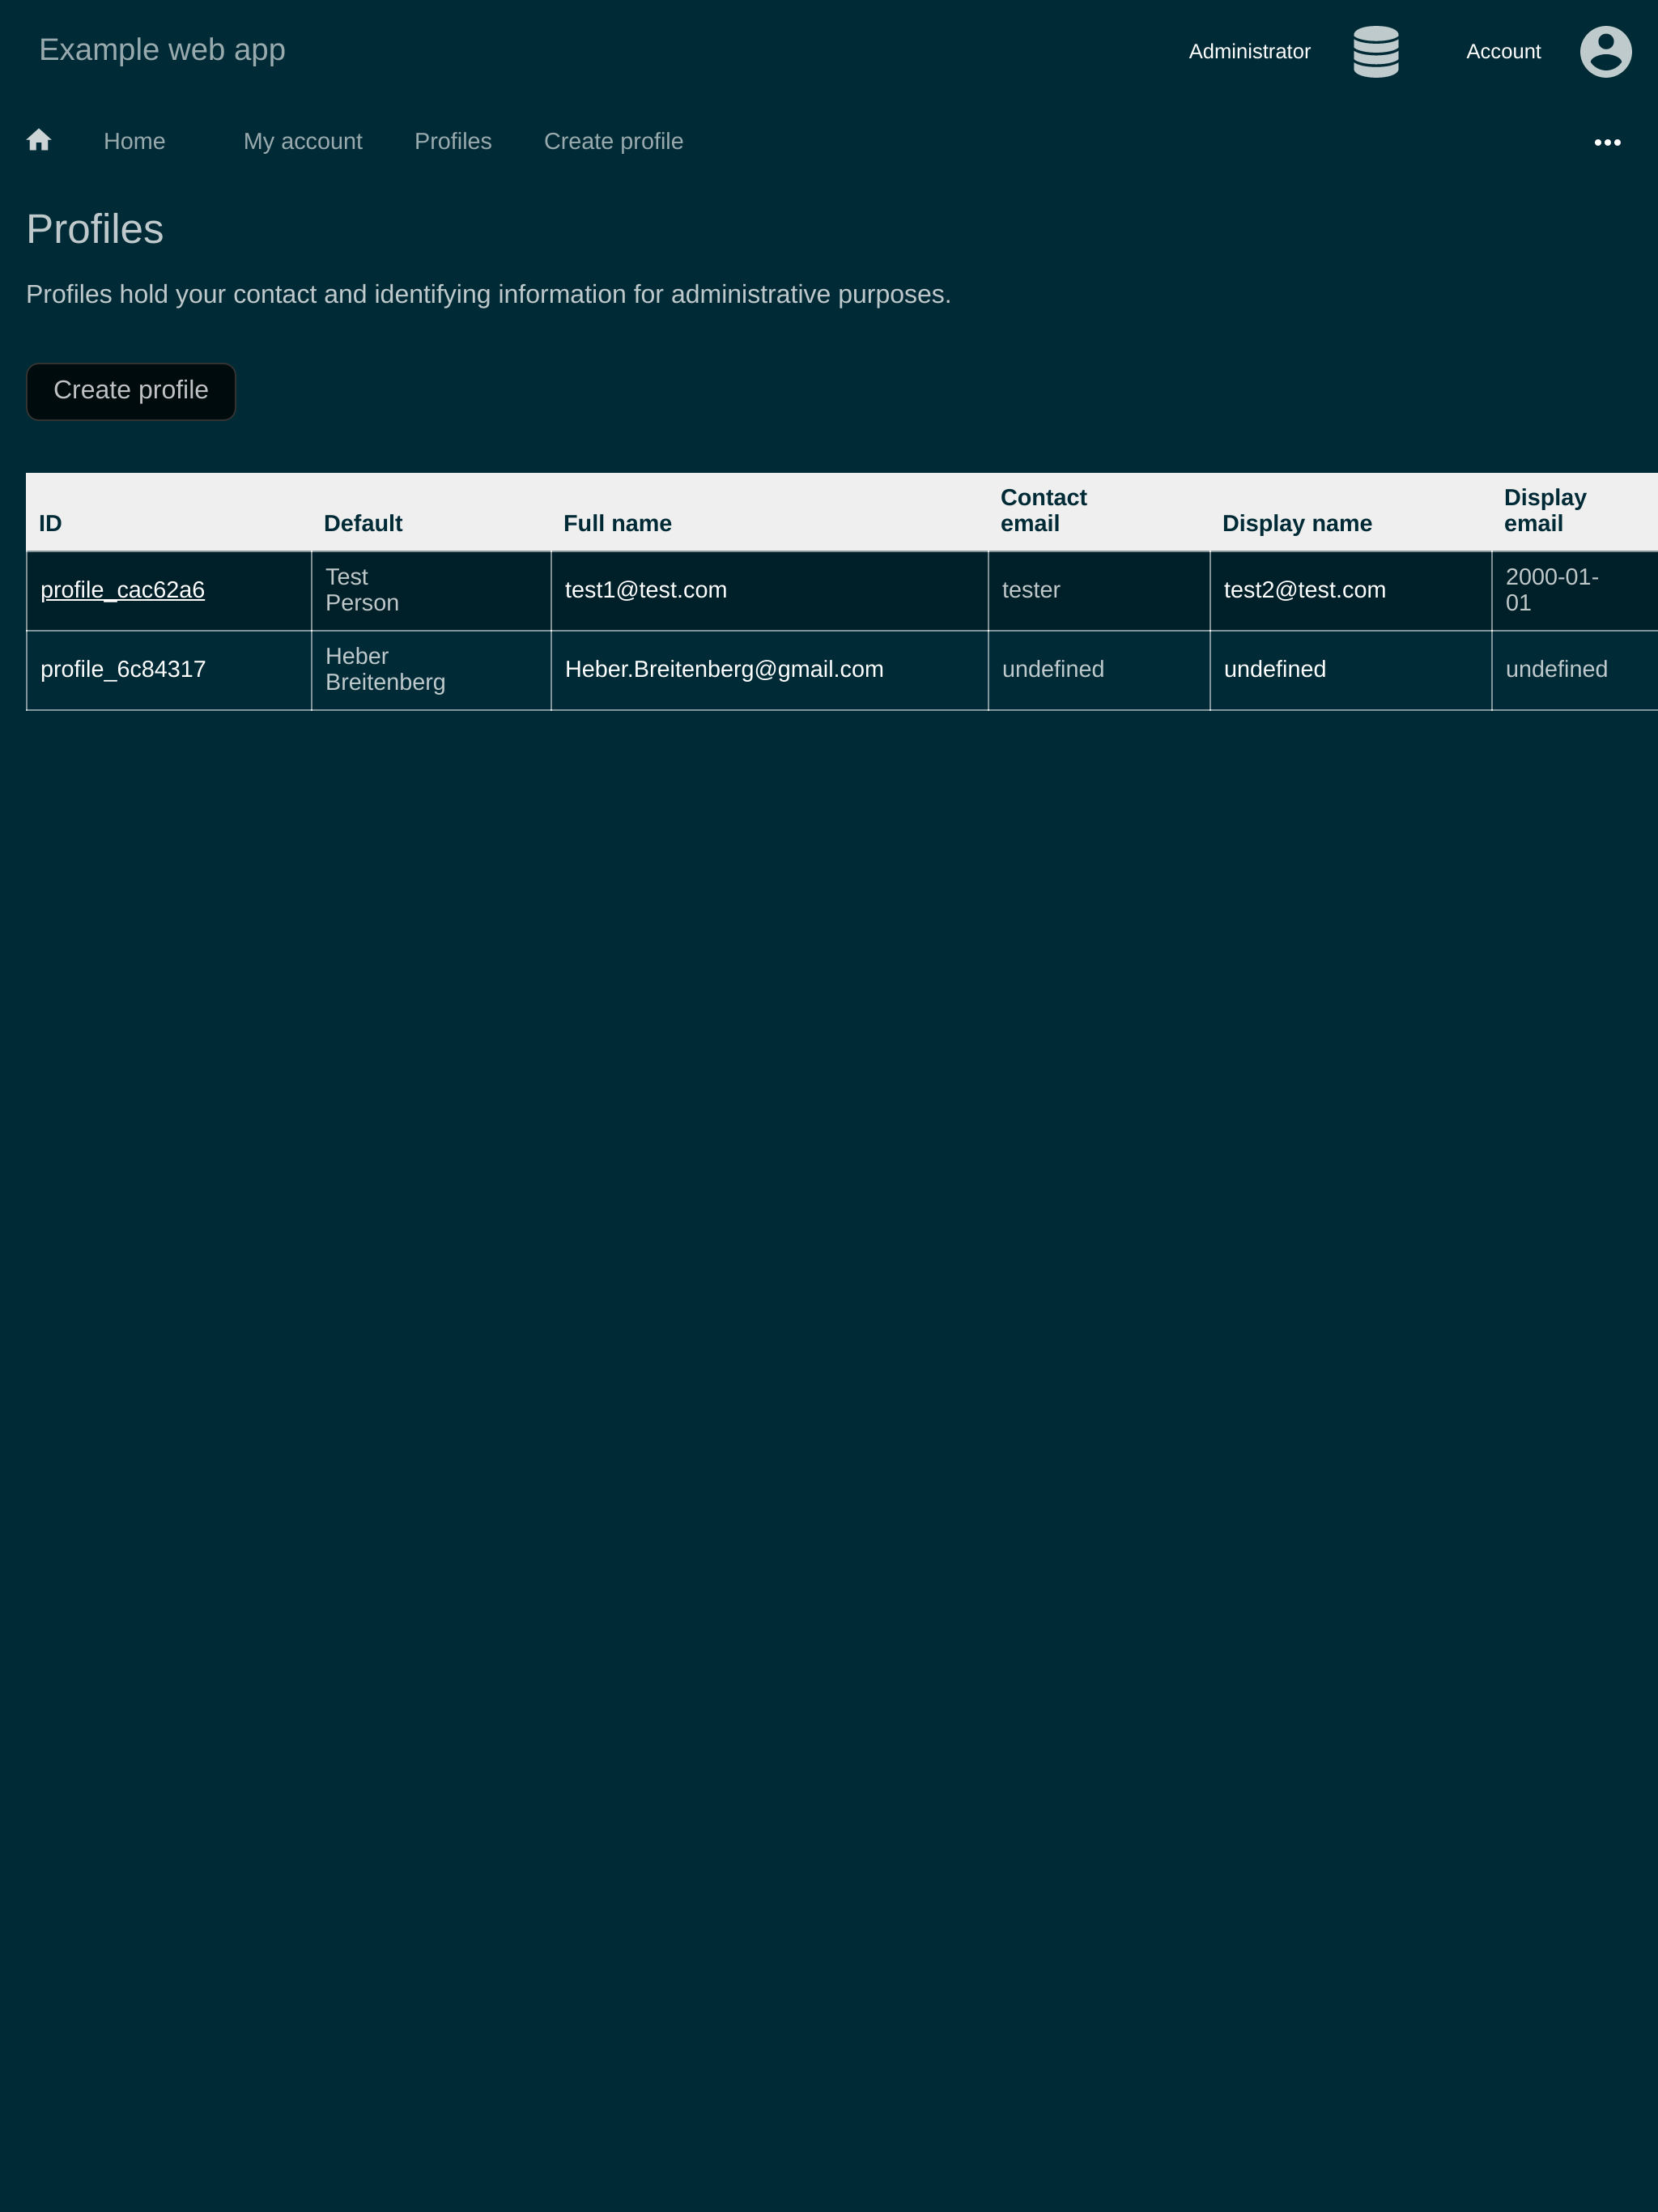 Example web app
Administrator
Account
Home My account Profiles Create profile
Profiles
Profiles hold your contact and identifying information for administrative purposes.
Create profile
ID Default Full name Contact email Display name Display email
profile_cac62a6 Test Person test1@test.com tester test2@test.com 2000-01-01
profile_6c84317 Heber Breitenberg Heber.Breitenberg@gmail.com undefined undefined undefined